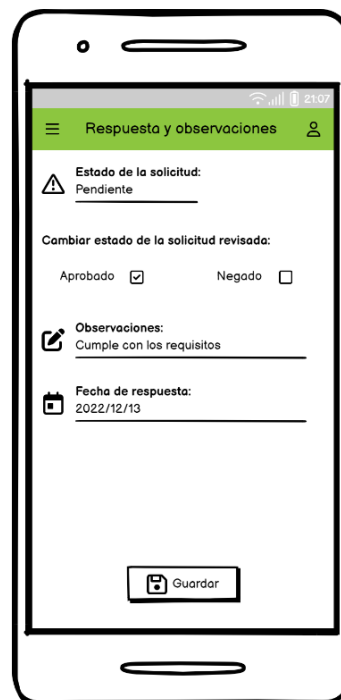 21:07
Respuesta y observaciones
Estado de la solicitud:
Pendiente
Cambiar estado de la solicitud revisada:
Aprobado Negado
Observaciones:
Cumple con los requisitos
Fecha de respuesta:
2022/12/13
Guardar